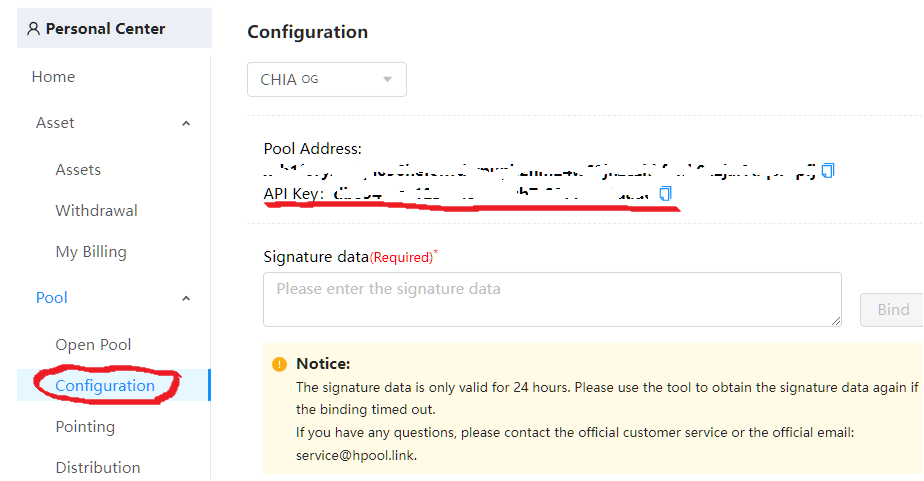 Personal Center
Home
Asset
Assets
Withdrawal
My Billing
Pool
Open Pool
Configuration
Pointing
Distribution
Configuration
CHIA OG
Pool Address:
API Key:
Signature data(Required)*
Please enter the signature data
Bind
Notice:
The signature data is only valid for 24 hours. Please use the tool to obtain the signature data again if
the binding timed out.
If you have any questions, please contact the official customer service or the official email:
service@hpool.link.